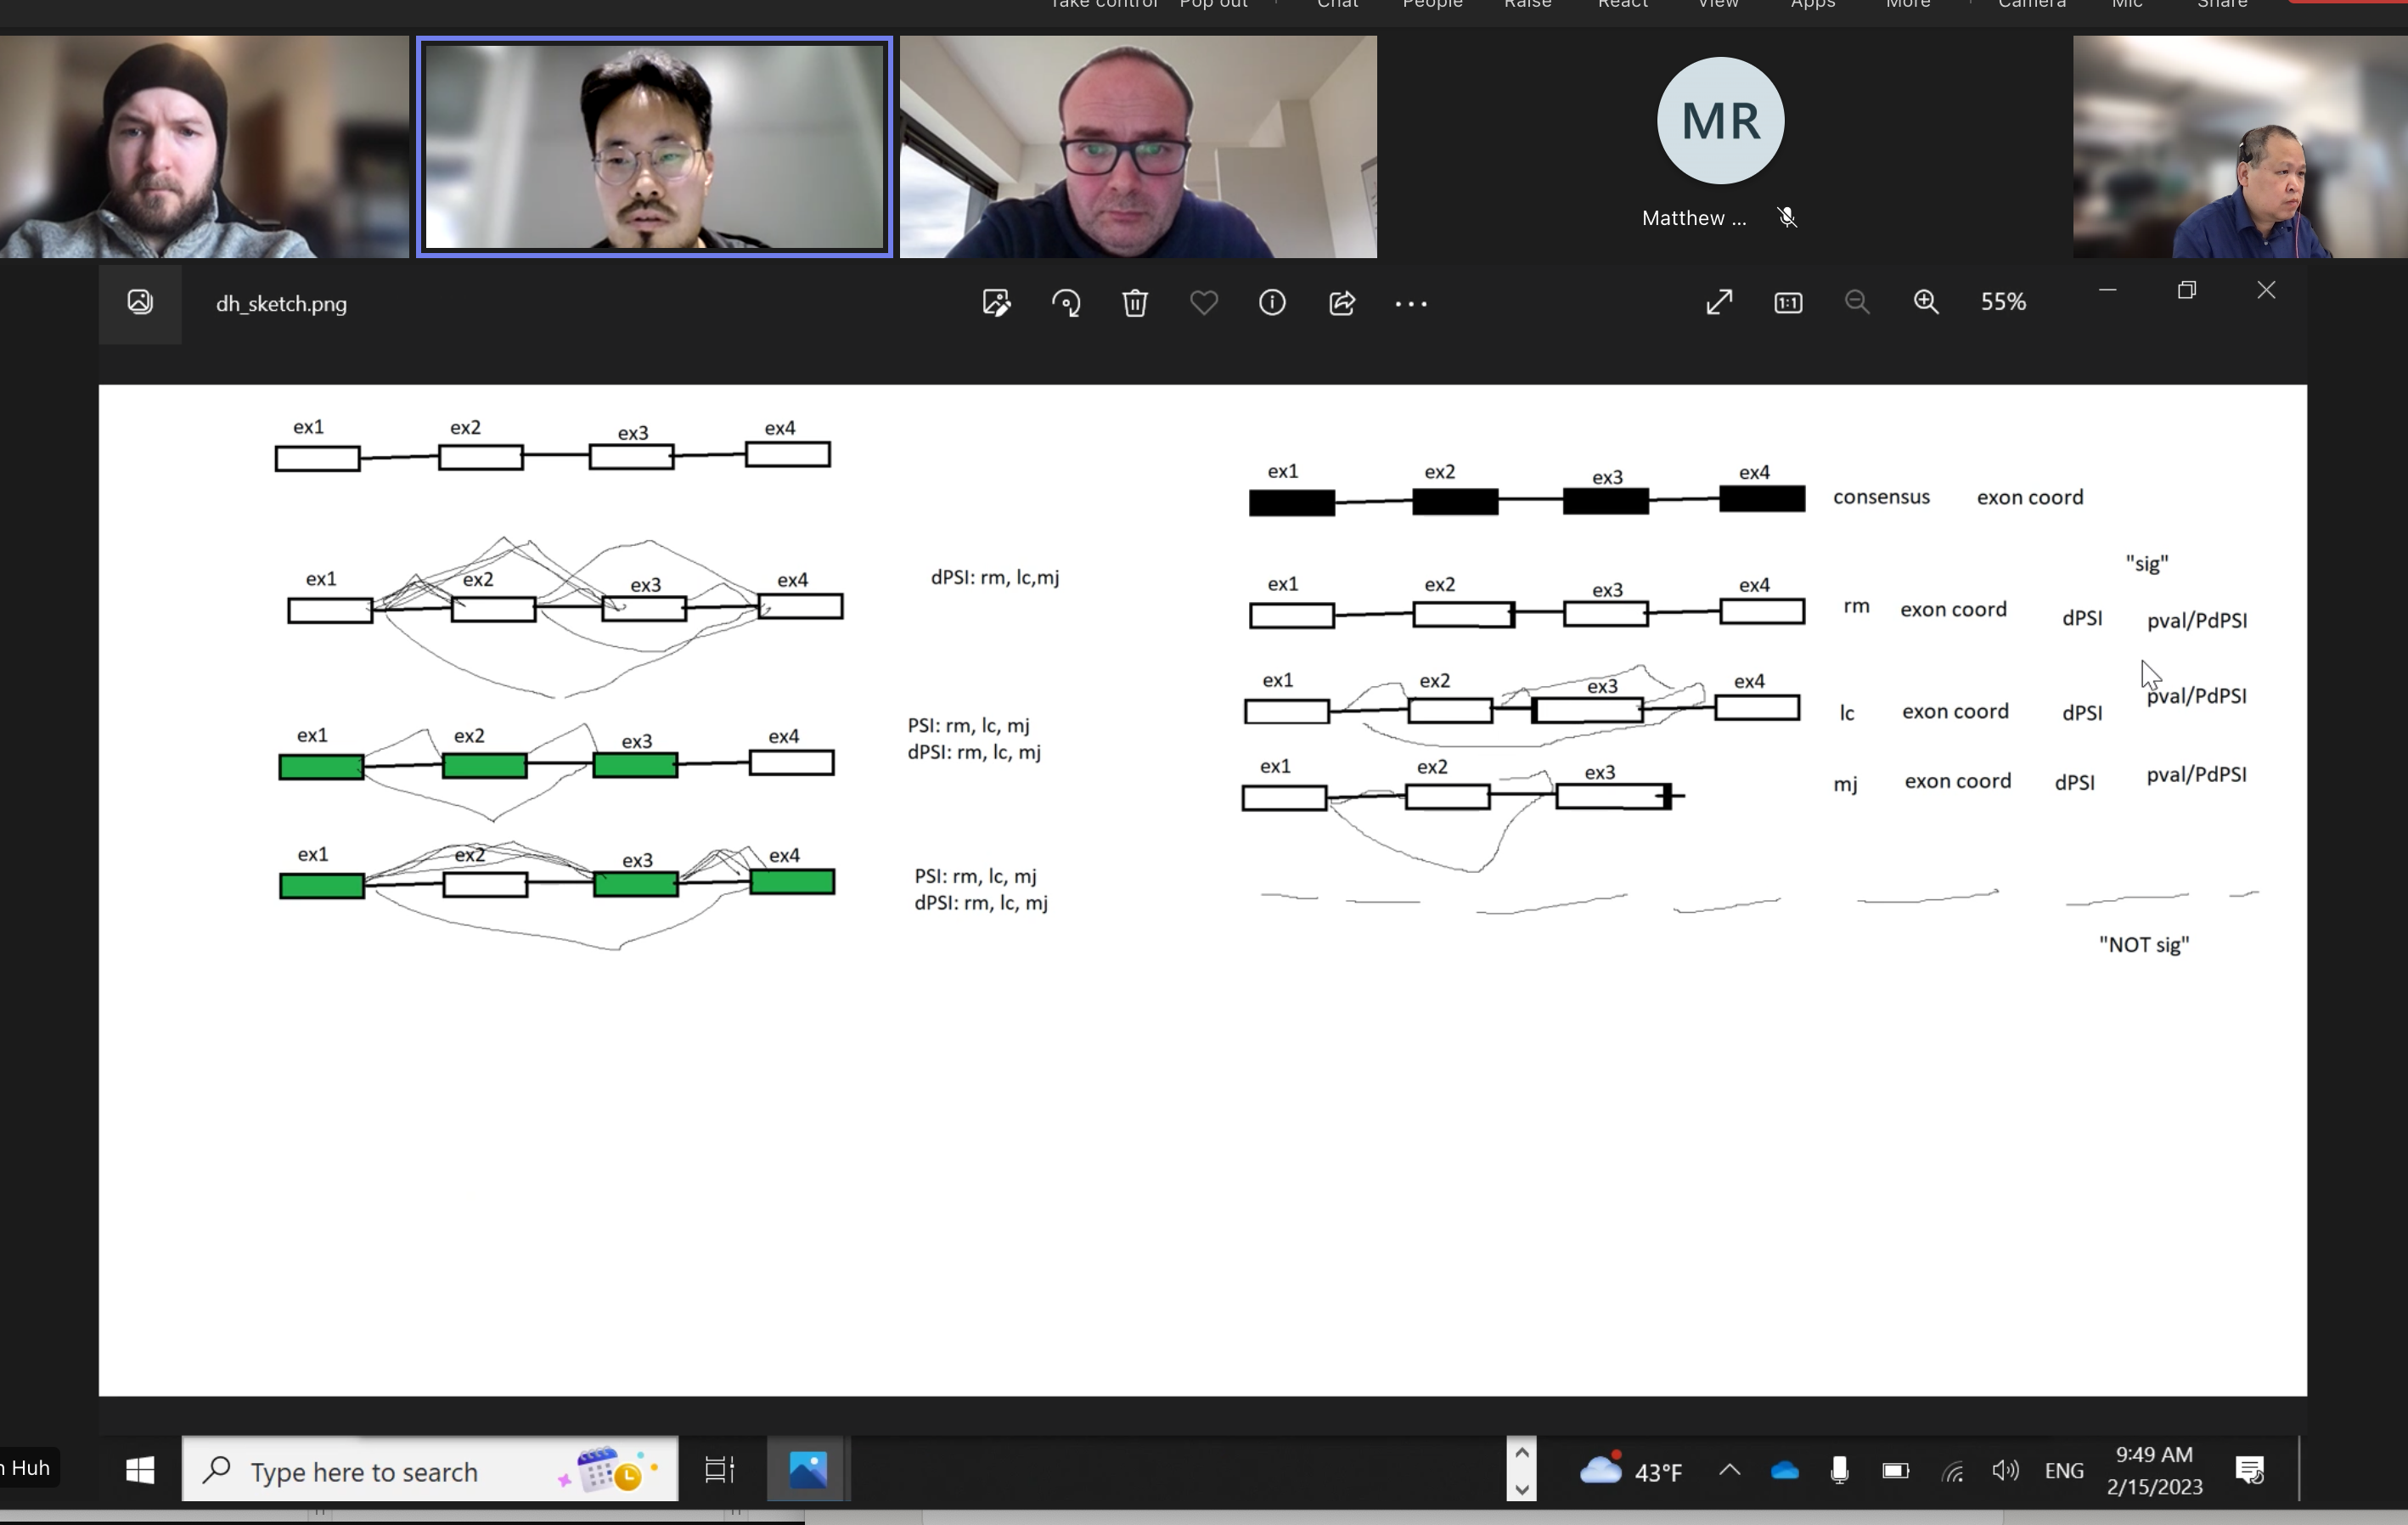 Take control Pop out Chat People Raise React View Apps More Camera Mic Share
MR
Matthew ...
dh_sketch.png
1:1
55%
ex1 ex2 ex3 ex4
ex1 ex2 ex3 ex4
dPSI: rm, lc,mj
ex1 ex2 ex3 ex4
PSI: rm, lc, mj
dPSI: rm, lc, mj
ex1 ex2 ex3 ex4
PSI: rm, lc, mj
dPSI: rm, lc, mj
ex1 ex2 ex3 ex4
consensus exon coord
"sig"
ex1 ex2 ex3 ex4
rm exon coord dPSI pval/PdPSI
ex1 ex2 ex3 ex4
lc exon coord dPSI pval/PdPSI
ex1 ex2 ex3
mj exon coord dPSI pval/PdPSI
"NOT sig"
Huh
Type here to search
43°F
ENG
9:49 AM
2/15/2023